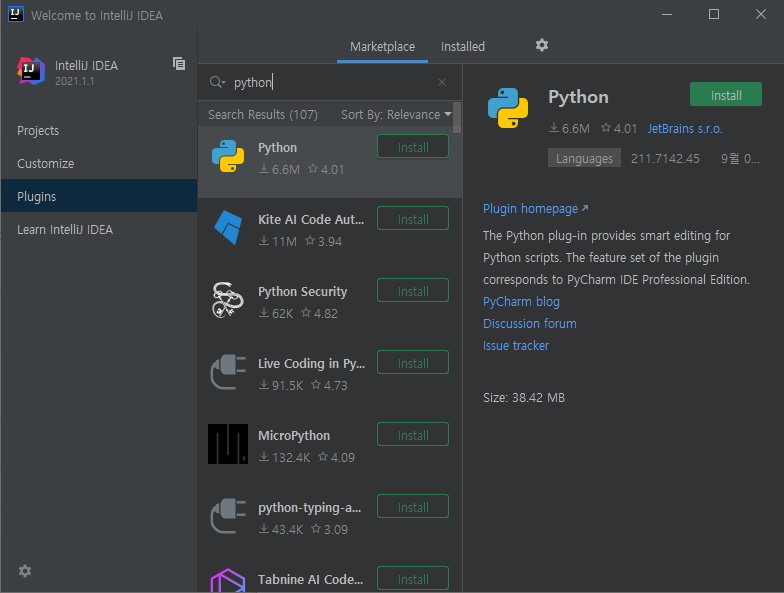 Welcome to IntelliJ IDEA
IntelliJ IDEA
2021.1.1
Projects
Customize
Plugins
Learn IntelliJ IDEA
Marketplace
Installed
python
Search Results (107)
Sort By: Relevance
Python
Install
6.6M
4.01
Kite AI Code Aut...
Install
11M
3.94
Python Security
Install
62K
4.82
Live Coding in Py...
Install
91.5K
4.73
MicroPython
Install
132.4K
4.09
python-typing-a...
Install
43.4K
3.09
Tabnine AI Code...
Install
Python
Install
6.6M
4.01
JetBrains s.r.o.
Languages
211.7142.45
9월 0...
Plugin homepage
The Python plug-in provides smart editing for
Python scripts. The feature set of the plugin
corresponds to PyCharm IDE Professional Edition.
PyCharm blog
Discussion forum
Issue tracker
Size: 38.42 MB